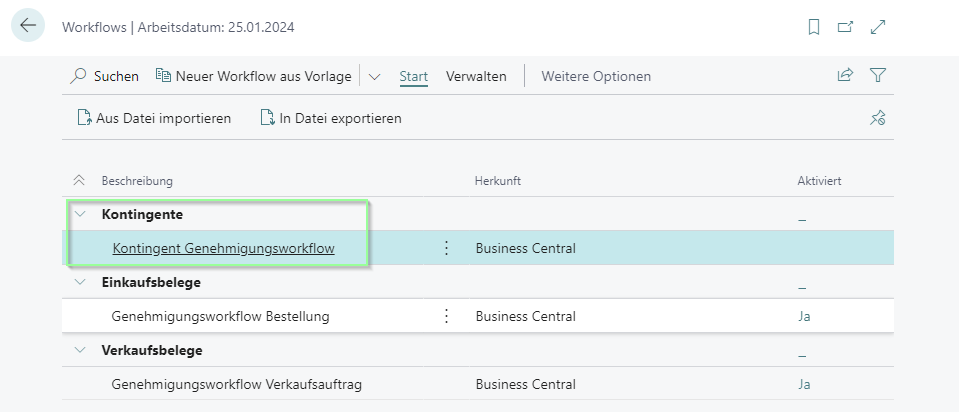 Workflows | Arbeitsdatum: 25.01.2024
Suchen Neuer Workflow aus Vorlage Start Verwalten Weitere Optionen
Aus Datei importieren In Datei exportieren
Beschreibung Herkunft Aktiviert
Kontingente _
Kontingent Genehmigungsworkflow Business Central
Einkaufsbelege _
Genehmigungsworkflow Bestellung Business Central Ja
Verkaufsbelege _
Genehmigungsworkflow Verkaufsauftrag Business Central Ja